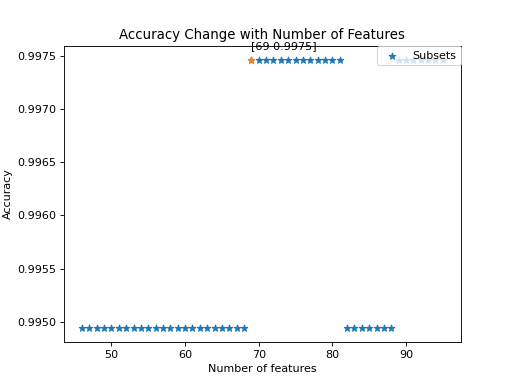 Accuracy Change with Number of Features
[69 0.9975]
Subsets
0.9975
0.9970
0.9965
0.9960
0.9955
0.9950
Accuracy
50 60 70 80 90
Number of features